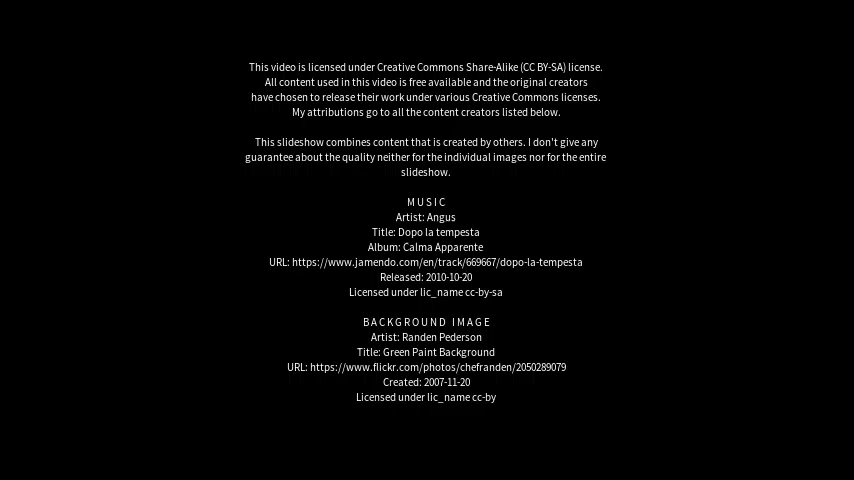 This video is licensed under Creative Commons Share-Alike (CC BY-SA) license.
All content used in this video is free available and the original creators
have chosen to release their work under various Creative Commons licenses.
My attributions go to all the content creators listed below.
This slideshow combines content that is created by others. I don't give any
guarantee about the quality neither for the individual images nor for the entire
slideshow.
MUSIC
Artist: Angus
Title: Dopo la tempesta
Album: Calma Apparente
URL: https://www.jamendo.com/en/track/669667/dopo-la-tempesta
Released: 2010-10-20
Licensed under lic_name cc-by-sa
BACKGROUND IMAGE
Artist: Randen Pederson
Title: Green Paint Background
URL: https://www.flickr.com/photos/chefranden/2050289079
Created: 2007-11-20
Licensed under lic_name cc-by